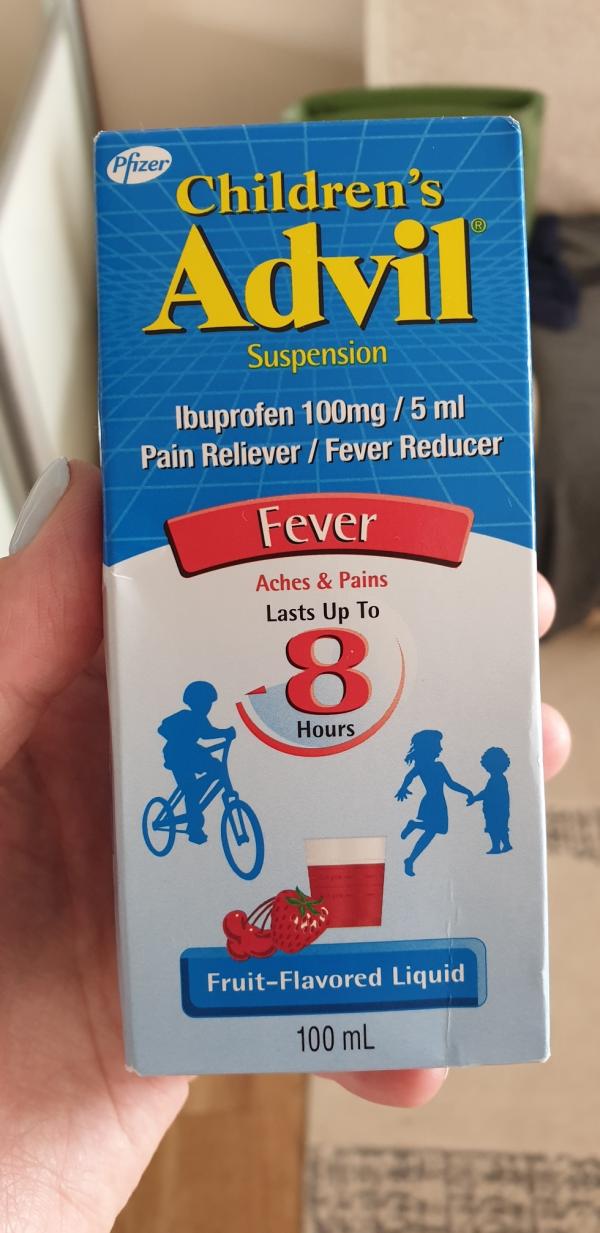 Pfizer
Children's
Advil®
Suspension
Ibuprofen 100mg / 5 ml
Pain Reliever / Fever Reducer
Fever
Aches & Pains
Lasts Up To
8
Hours
Fruit-Flavored Liquid
100 mL